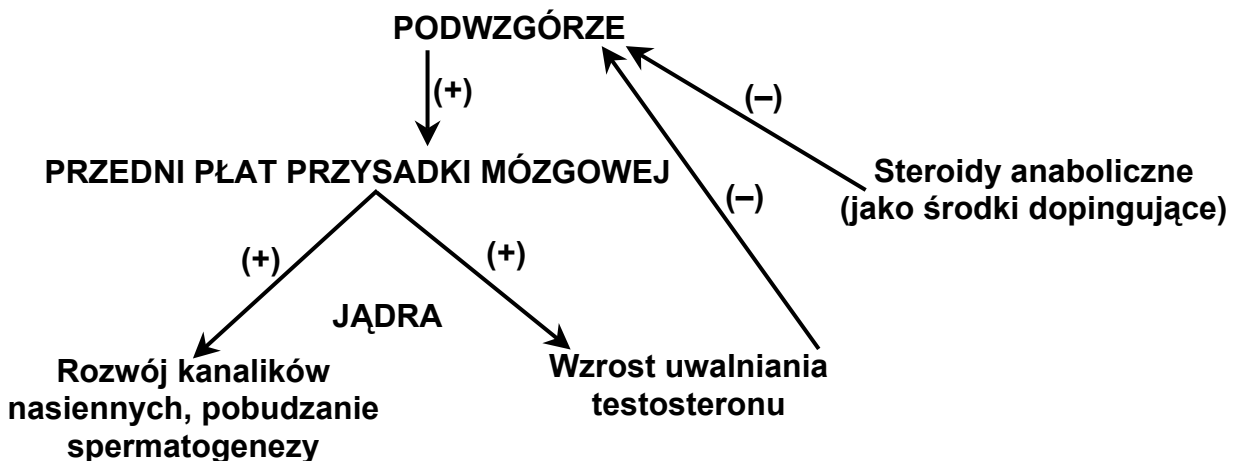 PODWZGÓRZE
(+)
(–)
PRZEDNI PŁAT PRZYSADKI MÓZGOWEJ
Steroidy anaboliczne
(jako środki dopingujące)
(–)
(+)
(+)
JĄDRA
Rozwój kanalików
nasiennych, pobudzanie
spermatogenezy
Wzrost uwalniania
testosteronu